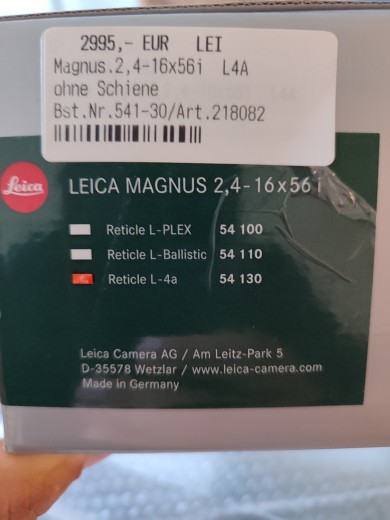 2995,- EUR LEI
Magnus.2,4-16x56i L4A
ohne Schiene
Bst.Nr.541-30/Art.218082
Leica
LEICA MAGNUS 2,4-16x56 i
Reticle L-PLEX 54 100
Reticle L-Ballistic 54 110
Reticle L-4a 54 130
Leica Camera AG / Am Leitz-Park 5
D-35578 Wetzlar / www.leica-camera.com
Made in Germany